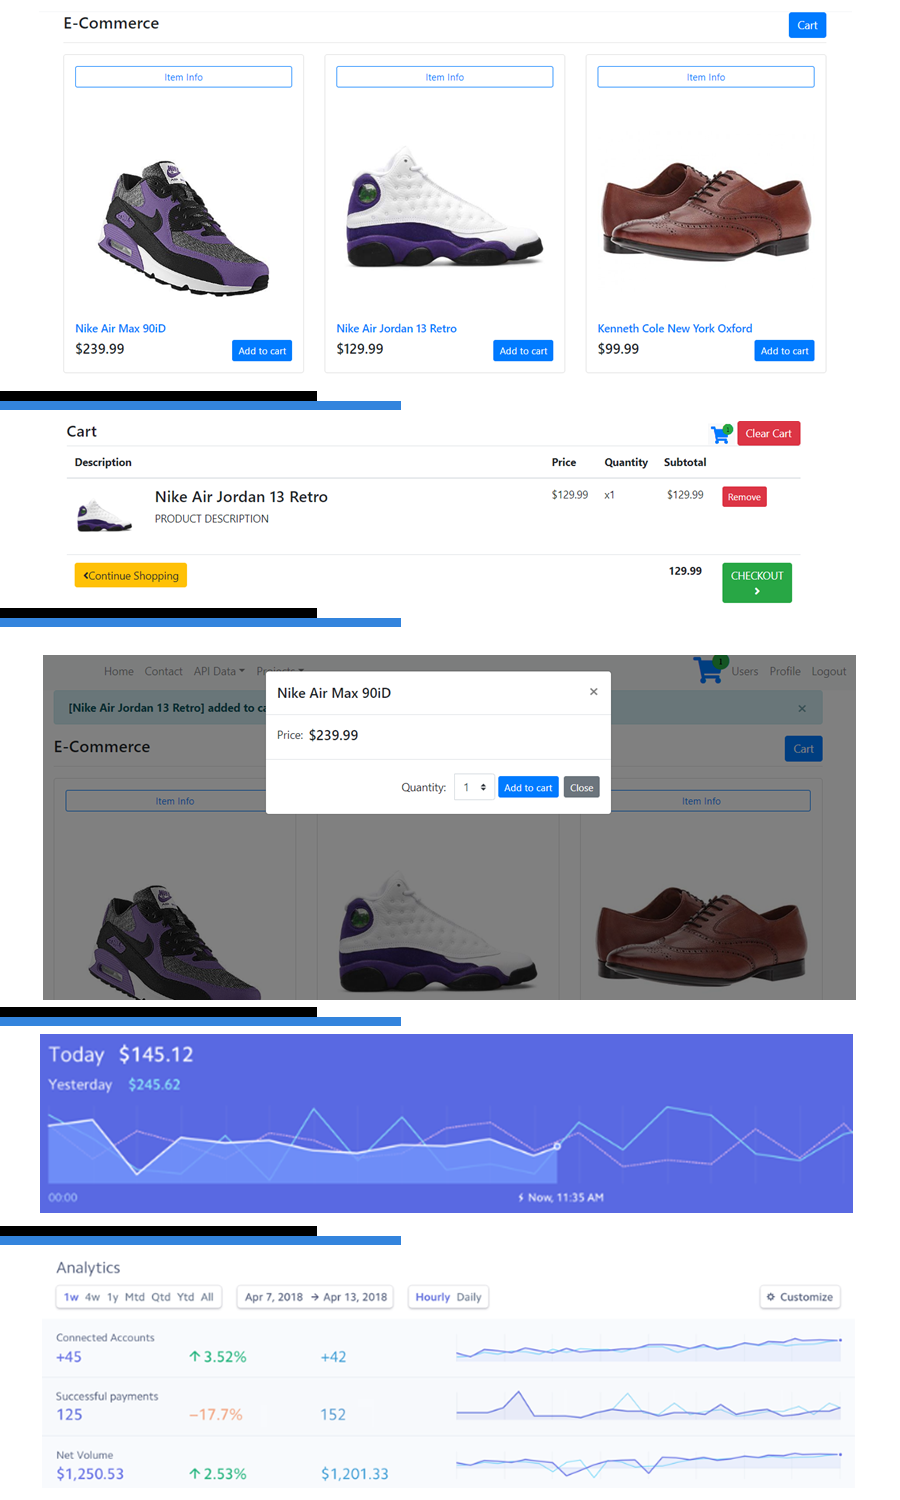 E-Commerce
Cart
Item Info
Item Info
Item Info
Nike Air Max 90iD
Nike Air Jordan 13 Retro
Kenneth Cole New York Oxford
$239.99
Add to cart
$129.99
Add to cart
$99.99
Add to cart
Cart
1
Clear Cart
Description
Price
Quantity
Subtotal
Nike Air Jordan 13 Retro
$129.99
x1
$129.99
Remove
PRODUCT DESCRIPTION
Continue Shopping
129.99
CHECKOUT
Home
Contact
API Data
Projects
1
Users
Profile
Logout
Nike Air Max 90iD
×
[Nike Air Jordan 13 Retro] added to ca
×
Price: $239.99
E-Commerce
Cart
Quantity:
1
Add to cart
Close
Item Info
Item Info
Today $145.12
Yesterday $245.62
00:00
Now, 11:35 AM
Analytics
1w 4w 1y Mtd Qtd Ytd All
Apr 7, 2018 → Apr 13, 2018
Hourly Daily
Customize
Connected Accounts
+45
↑ 3.52%
+42
Successful payments
125
–17.7%
152
Net Volume
$1,250.53
↑ 2.53%
$1,201.33